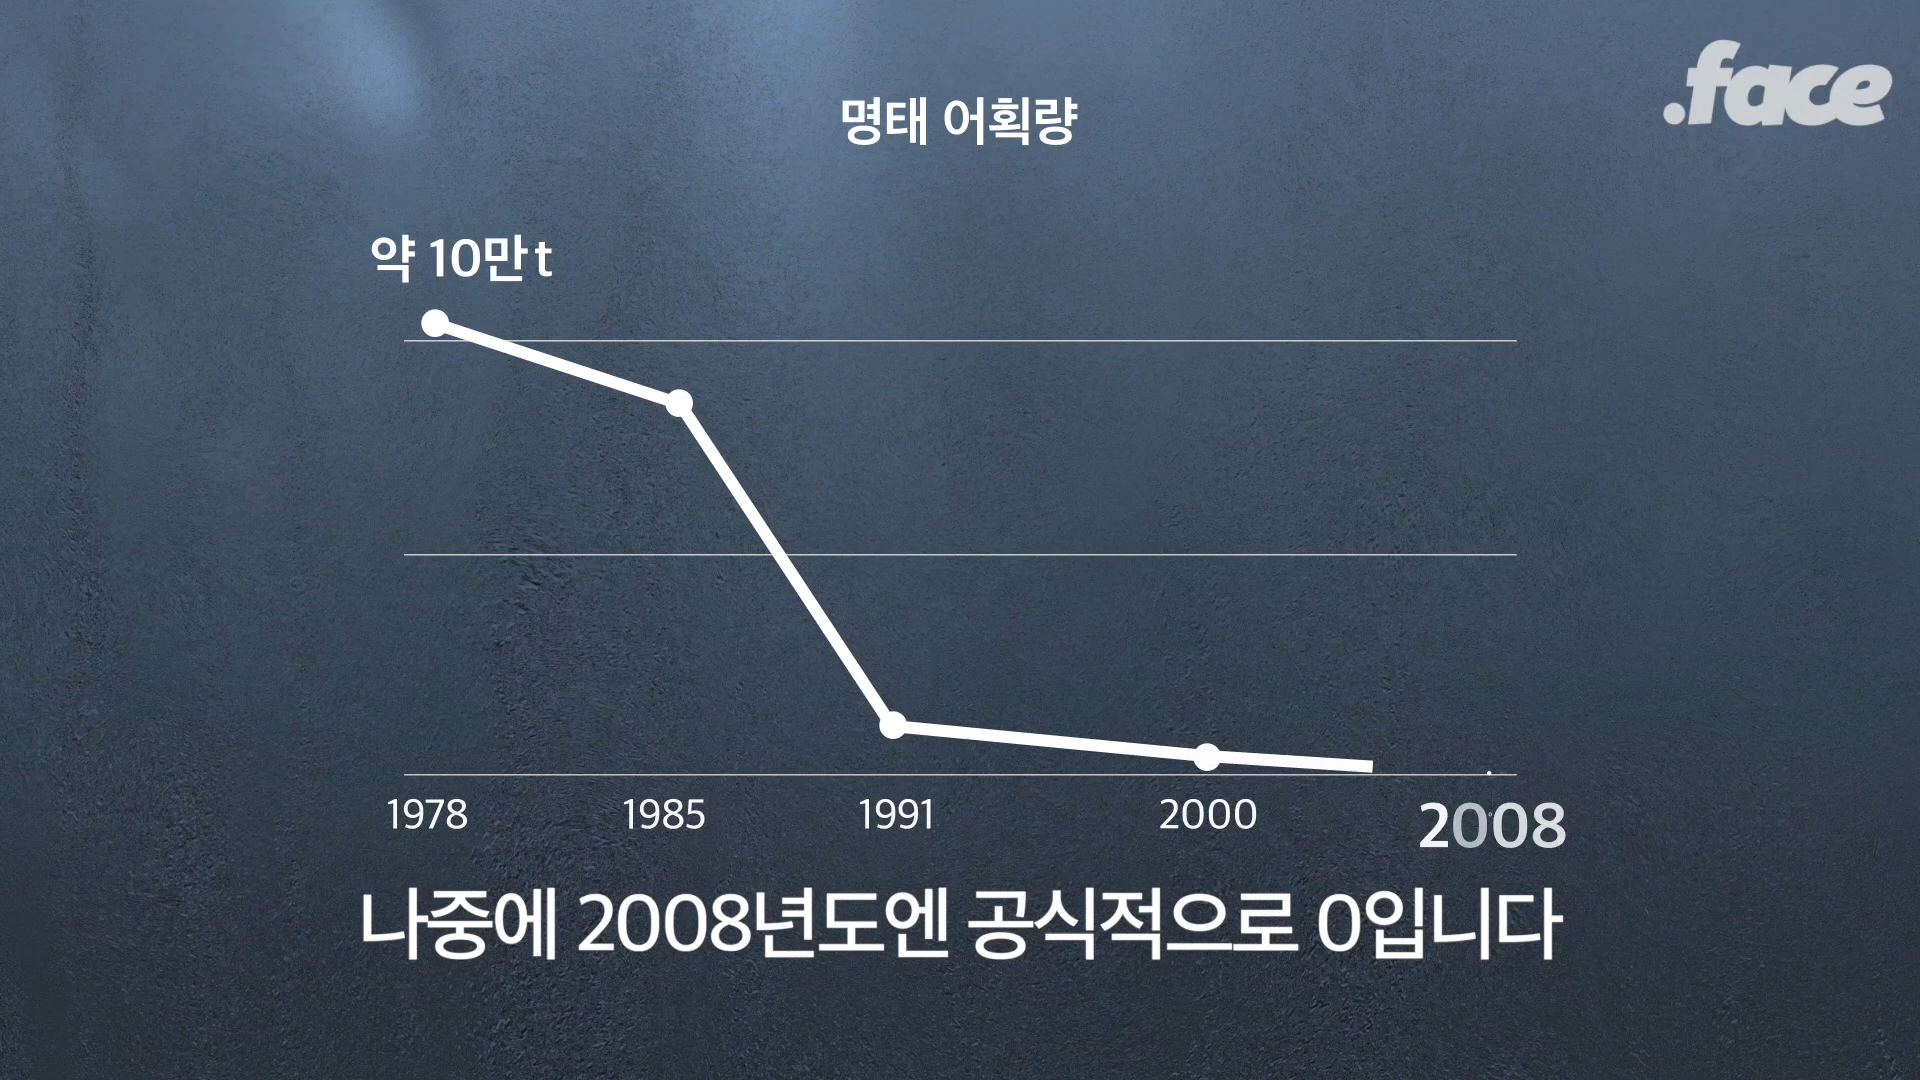 .face
명태 어획량
약 10만t
1978 1985 1991 2000 2008
나중에 2008년도엔 공식적으로 0입니다